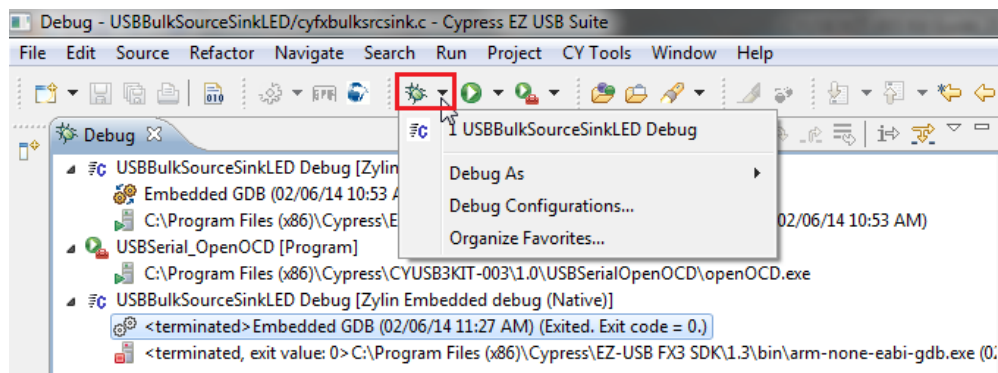 Debug - USBBulkSourceSinkLED/cyfxbulksrcsink.c - Cypress EZ USB Suite
File Edit Source Refactor Navigate Search Run Project CY Tools Window Help
010
Debug
1 USBBulkSourceSinkLED Debug
USBBulkSourceSinkLED Debug [Zylin
Debug As
Embedded GDB (02/06/14 10:53 A
Debug Configurations...
C:\Program Files (x86)\Cypress\E
02/06/14 10:53 AM)
Organize Favorites...
USBSerial_OpenOCD [Program]
C:\Program Files (x86)\Cypress\CYUSB3KIT-003\1.0\USBSerialOpenOCD\openOCD.exe
USBBulkSourceSinkLED Debug [Zylin Embedded debug (Native)]
<terminated>Embedded GDB (02/06/14 11:27 AM) (Exited. Exit code = 0.)
<terminated, exit value: 0>C:\Program Files (x86)\Cypress\EZ-USB FX3 SDK\1.3\bin\arm-none-eabi-gdb.exe (02